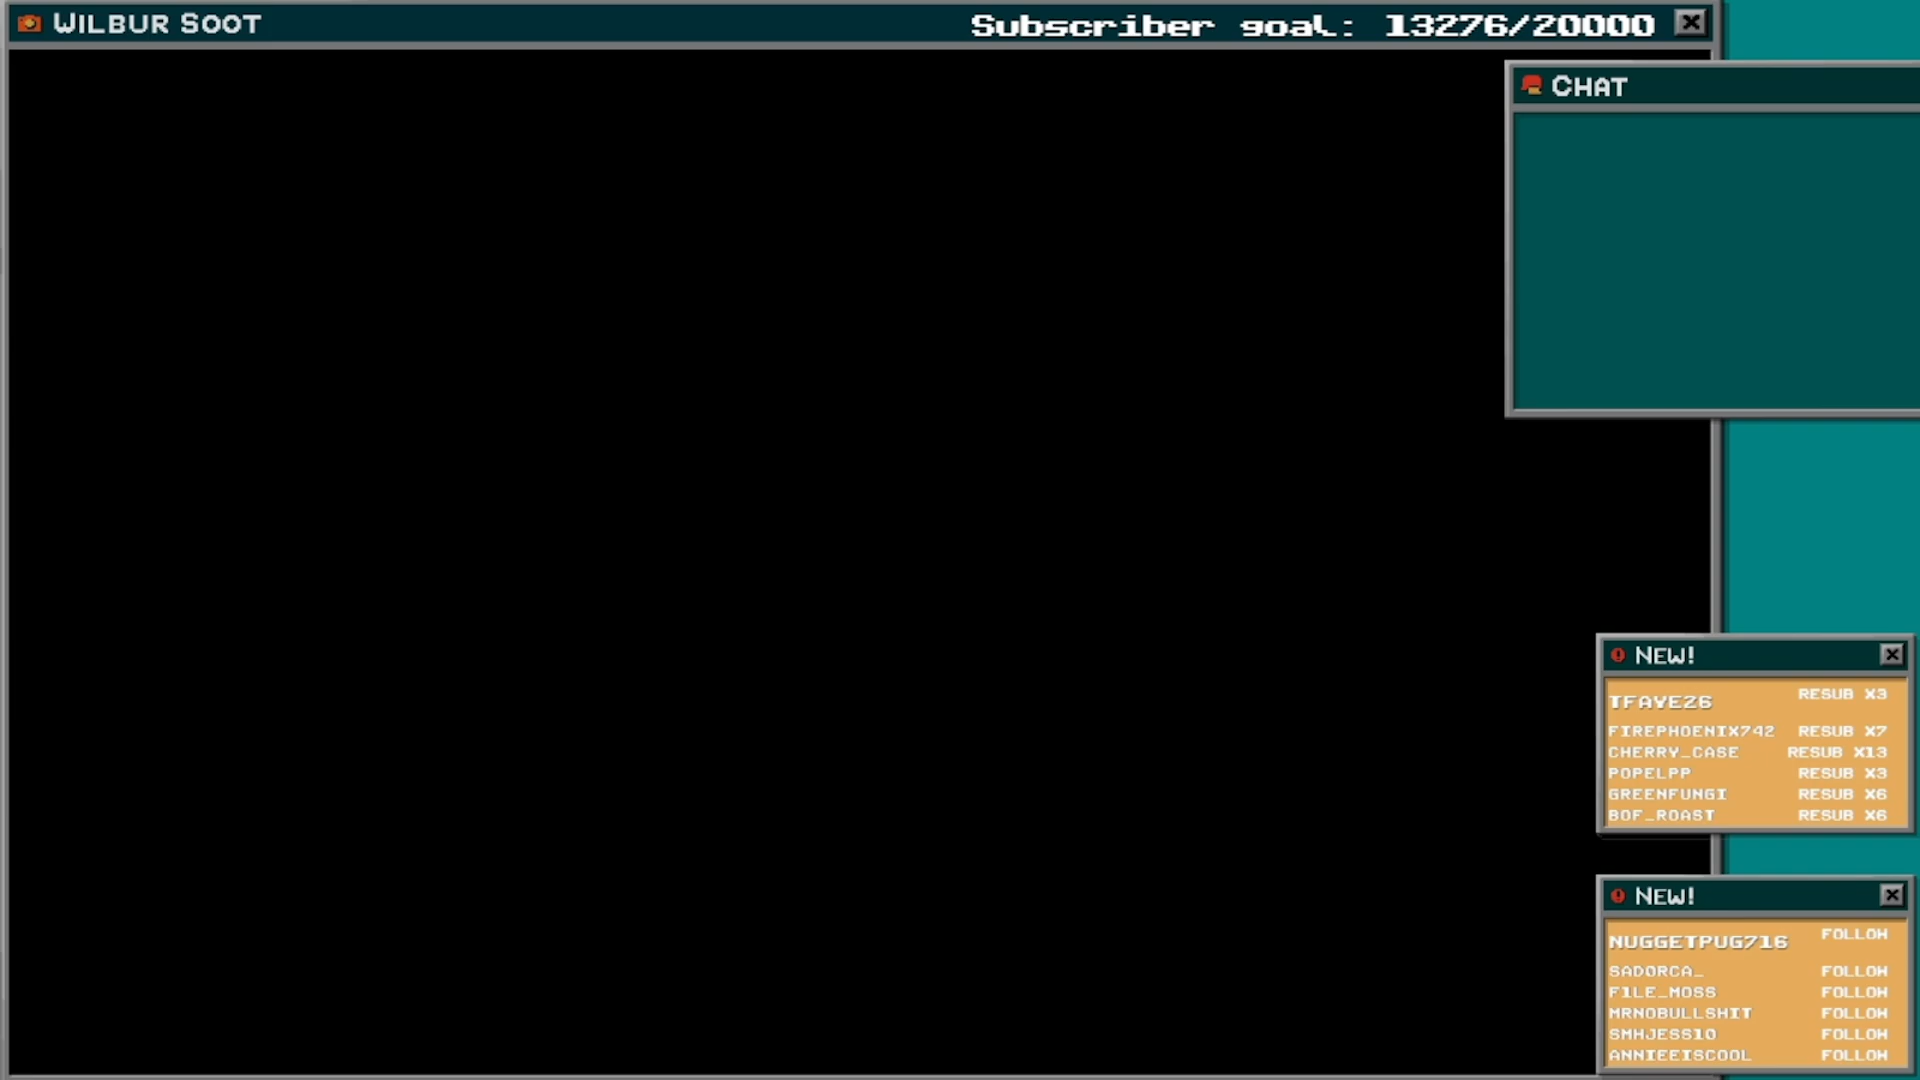 WILBUR SOOT
Subscriber goal: 13276/20000
CHAT
NEW!
TFAYE26 RESUB X3
FIREPHOENIX742 RESUB X7
CHERRY_CASE RESUB X13
POPELPP RESUB X3
GREENFUNGI RESUB X6
BOF_ROAST RESUB X6
NEW!
NUGGETPUG716 FOLLOW
SADORCA_ FOLLOW
F1LE_MOSS FOLLOW
MRNOBULLSHIT FOLLOW
SMHJESS10 FOLLOW
ANNIEEISCOOL FOLLOW